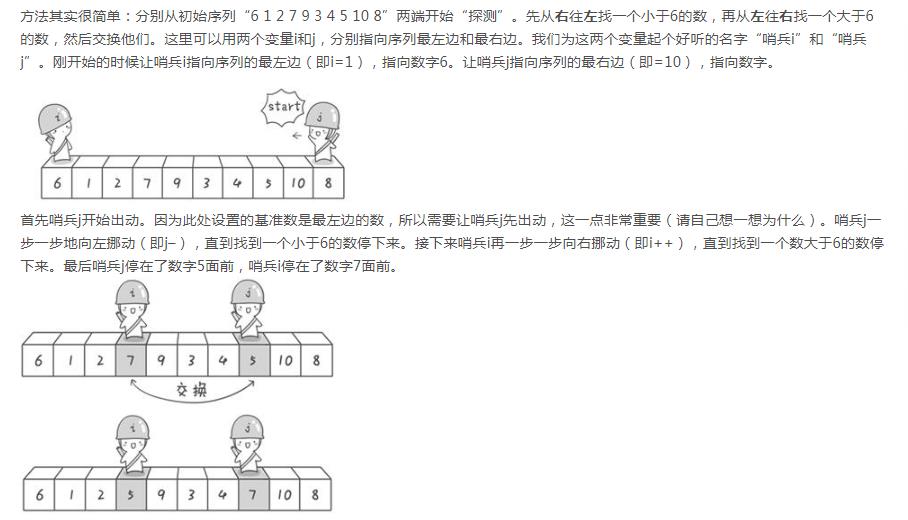 方法其实很简单：分别从初始序列“6 1 2 7 9 3 4 5 10 8”两端开始“探测”。先从右往左找一个小于6的数，再从左往右找一个大于6
的数，然后交换他们。这里可以用两个变量i和j，分别指向序列最左边和最右边。我们为这两个变量起个好听的名字“哨兵i”和“哨兵
j”。刚开始的时候让哨兵i指向序列的最左边（即i=1），指向数字6。让哨兵j指向序列的最右边（即=10），指向数字。
i start j
6 1 2 7 9 3 4 5 10 8
首先哨兵j开始出动。因为此处设置的基准数是最左边的数，所以需要让哨兵j先出动，这一点非常重要（请自己想一想为什么）。哨兵j一
步一步地向左挪动（即j–），直到找到一个小于6的数停下来。接下来哨兵i再一步一步向右挪动（即i++），直到找到一个数大于6的数停
下来。最后哨兵j停在了数字5面前，哨兵i停在了数字7面前。
i j
6 1 2 7 9 3 4 5 10 8
交换
i j
6 1 2 5 9 3 4 7 10 8